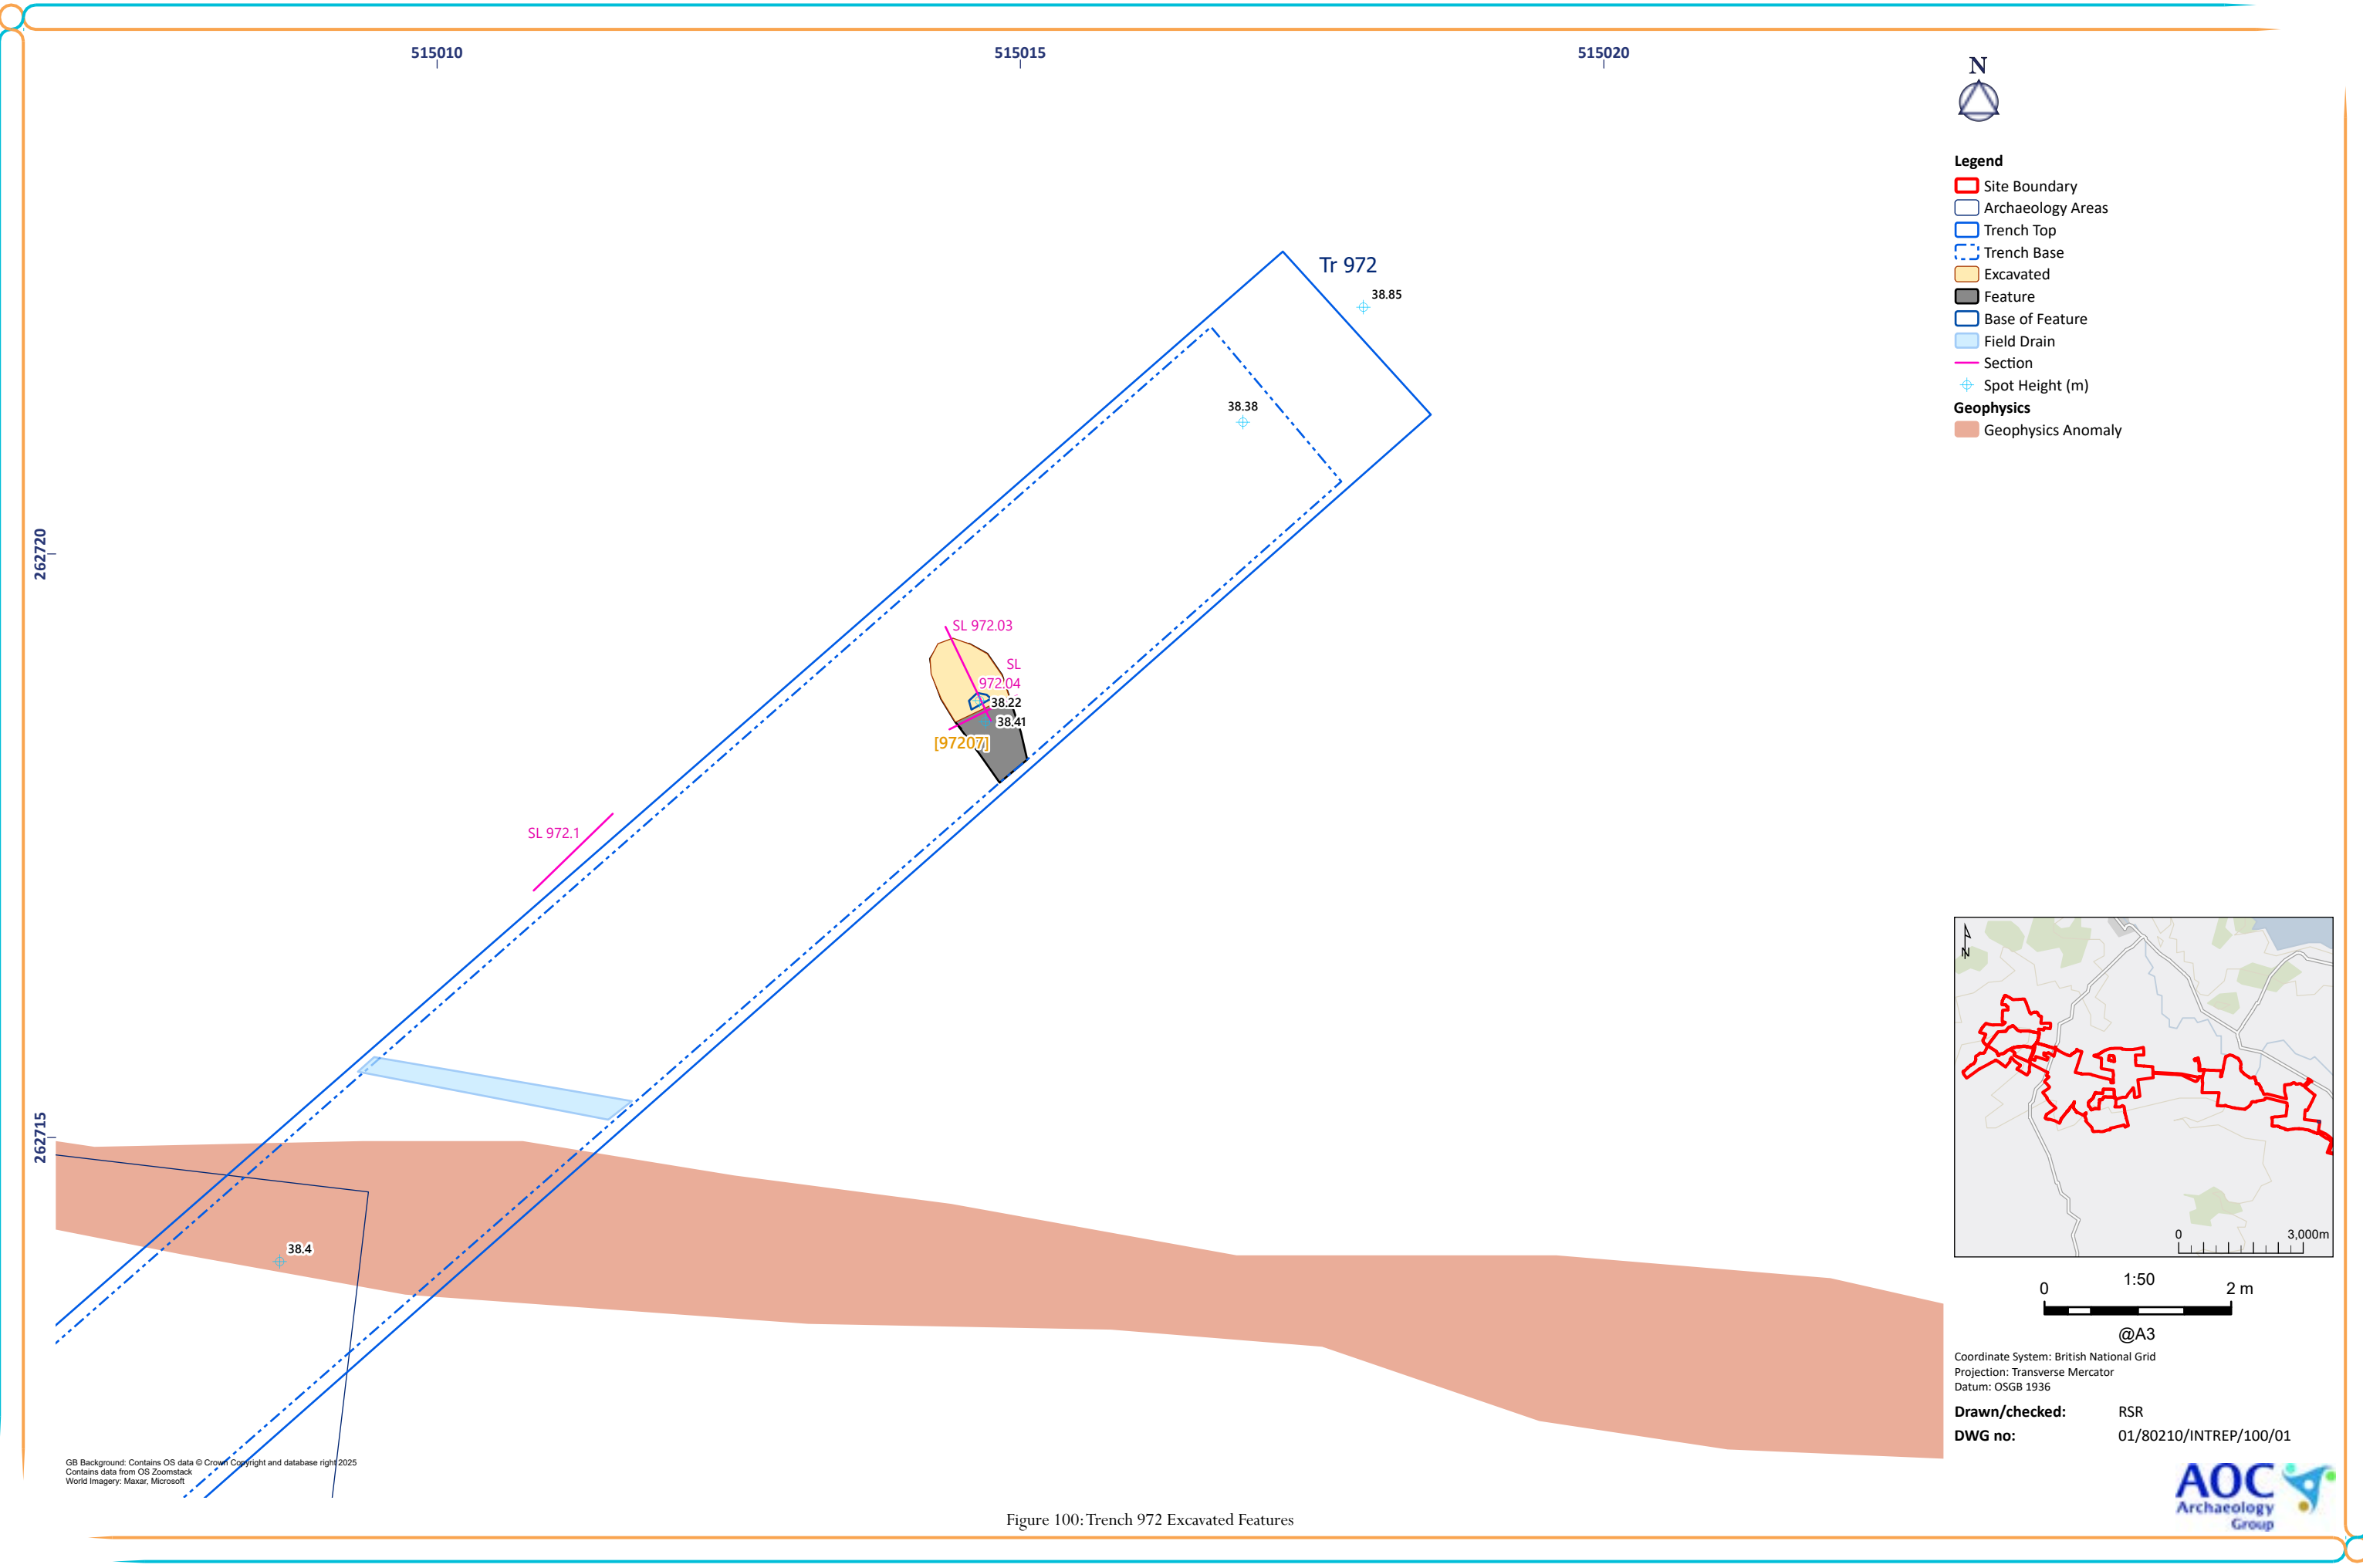 515010
515015
515020
N
Legend
Site Boundary
Archaeology Areas
Trench Top
Trench Base
Excavated
Feature
Base of Feature
Field Drain
Section
Spot Height (m)
Geophysics
Geophysics Anomaly
Tr 972
38.85
38.38
262720
SL 972.03
SL
972.04
38.22
38.41
[97207]
SL 972.1
262715
38.4
N
0 3,000m
1:50
0 2 m
@A3
Coordinate System: British National Grid
Projection: Transverse Mercator
Datum: OSGB 1936
Drawn/checked: RSR
DWG no: 01/80210/INTREP/100/01
GB Background: Contains OS data © Crown Copyright and database right 2025
Contains data from OS Zoomstack
World Imagery: Maxar, Microsoft
AOC
Archaeology
Group
Figure 100: Trench 972 Excavated Features